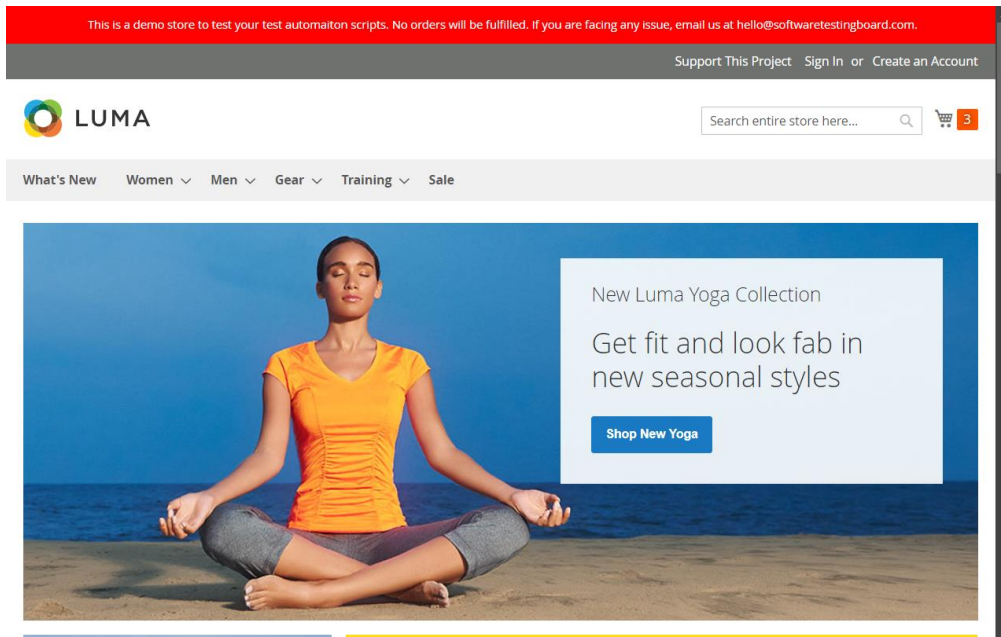 This is a demo store to test your test automaiton scripts. No orders will be fulfilled. If you are facing any issue, email us at hello@softwaretestingboard.com.
Support This Project Sign In or Create an Account
LUMA
Search entire store here...
3
What's New Women Men Gear Training Sale
New Luma Yoga Collection
Get fit and look fab in
new seasonal styles
Shop New Yoga